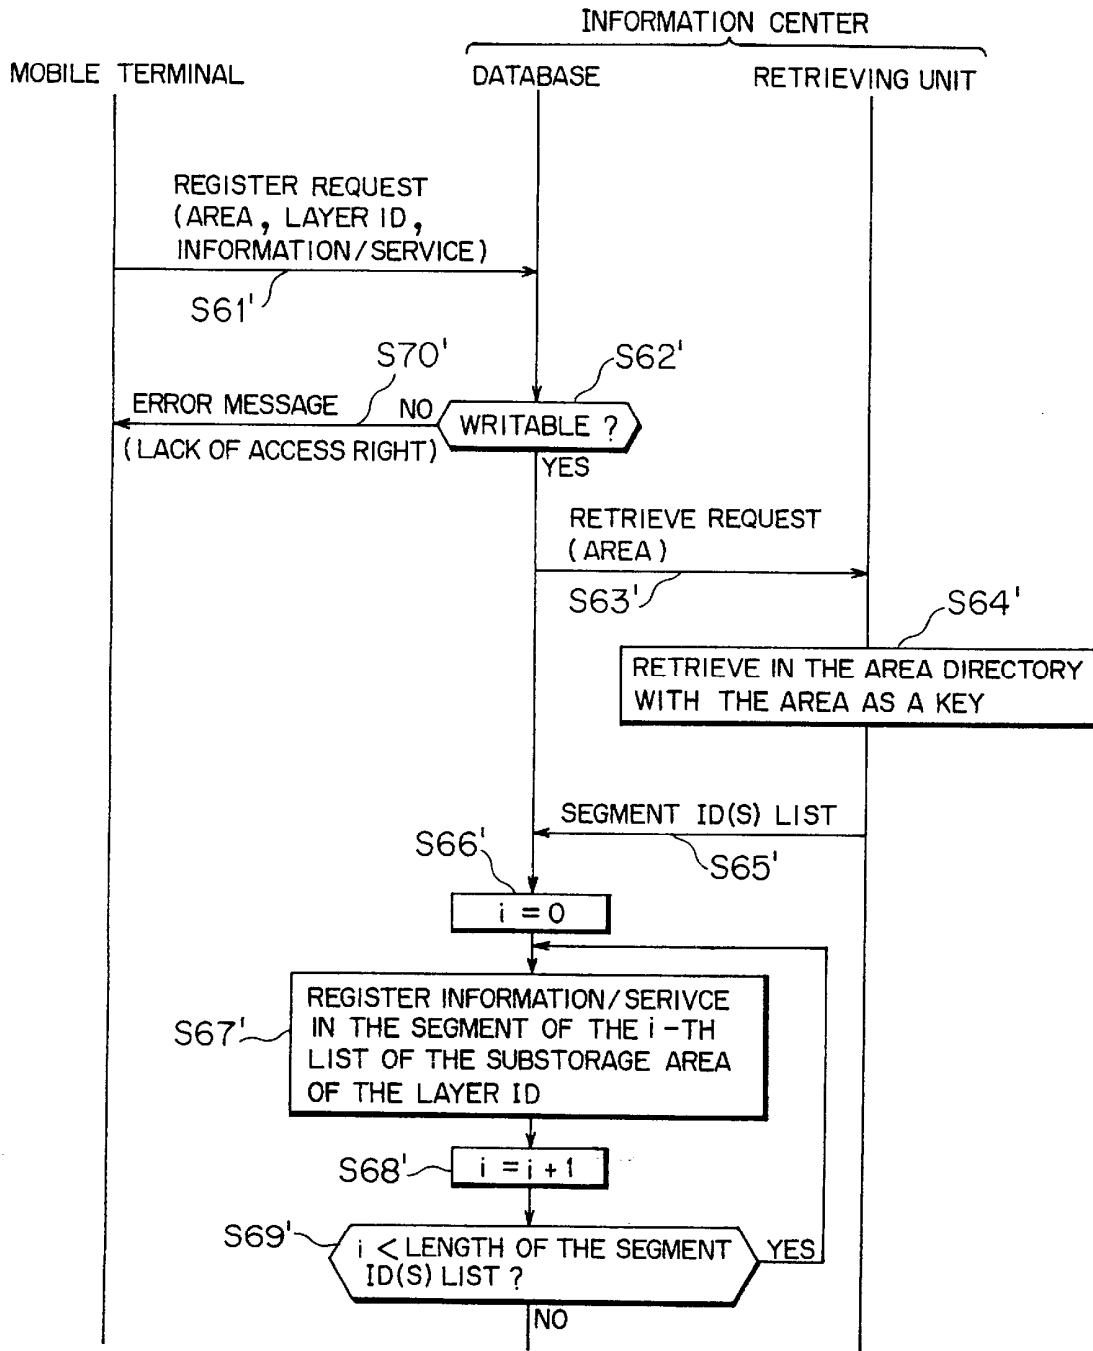 INFORMATION CENTER
MOBILE TERMINAL
DATABASE
RETRIEVING UNIT
REGISTER REQUEST
(AREA, LAYER ID,
INFORMATION/SERVICE)
S61'
S70'
S62'
ERROR MESSAGE
NO
WRITABLE ?
(LACK OF ACCESS RIGHT)
YES
RETRIEVE REQUEST
(AREA)
S63'
S64'
RETRIEVE IN THE AREA DIRECTORY
WITH THE AREA AS A KEY
SEGMENT ID(S) LIST
S65'
S66'
i = 0
REGISTER INFORMATION/SERIVCE
IN THE SEGMENT OF THE i-TH
LIST OF THE SUBSTORAGE AREA
OF THE LAYER ID
S67'
S68'
i = i + 1
S69'
i < LENGTH OF THE SEGMENT
ID(S) LIST ?
YES
NO